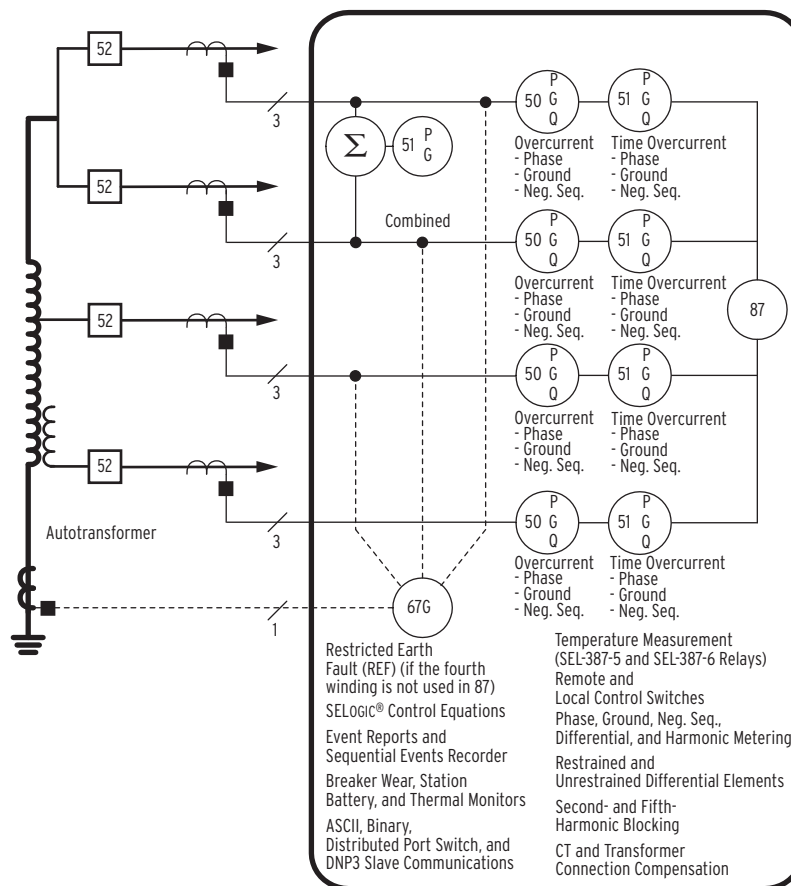 52
3
50 P G Q
51 P G Q
Overcurrent
- Phase
- Ground
- Neg. Seq.
Time Overcurrent
- Phase
- Ground
- Neg. Seq.
Σ
51 P G
52
Combined
3
50 P G Q
51 P G Q
Overcurrent
- Phase
- Ground
- Neg. Seq.
Time Overcurrent
- Phase
- Ground
- Neg. Seq.
87
52
3
50 P G Q
51 P G Q
Overcurrent
- Phase
- Ground
- Neg. Seq.
Time Overcurrent
- Phase
- Ground
- Neg. Seq.
52
3
50 P G Q
51 P G Q
Overcurrent
- Phase
- Ground
- Neg. Seq.
Time Overcurrent
- Phase
- Ground
- Neg. Seq.
Autotransformer
1
67G
Restricted Earth
Fault (REF) (if the fourth
winding is not used in 87)
SELOGIC® Control Equations
Event Reports and
Sequential Events Recorder
Breaker Wear, Station
Battery, and Thermal Monitors
ASCII, Binary,
Distributed Port Switch, and
DNP3 Slave Communications
Temperature Measurement
(SEL-387-5 and SEL-387-6 Relays)
Remote and
Local Control Switches
Phase, Ground, Neg. Seq.,
Differential, and Harmonic Metering
Restrained and
Unrestrained Differential Elements
Second- and Fifth-
Harmonic Blocking
CT and Transformer
Connection Compensation